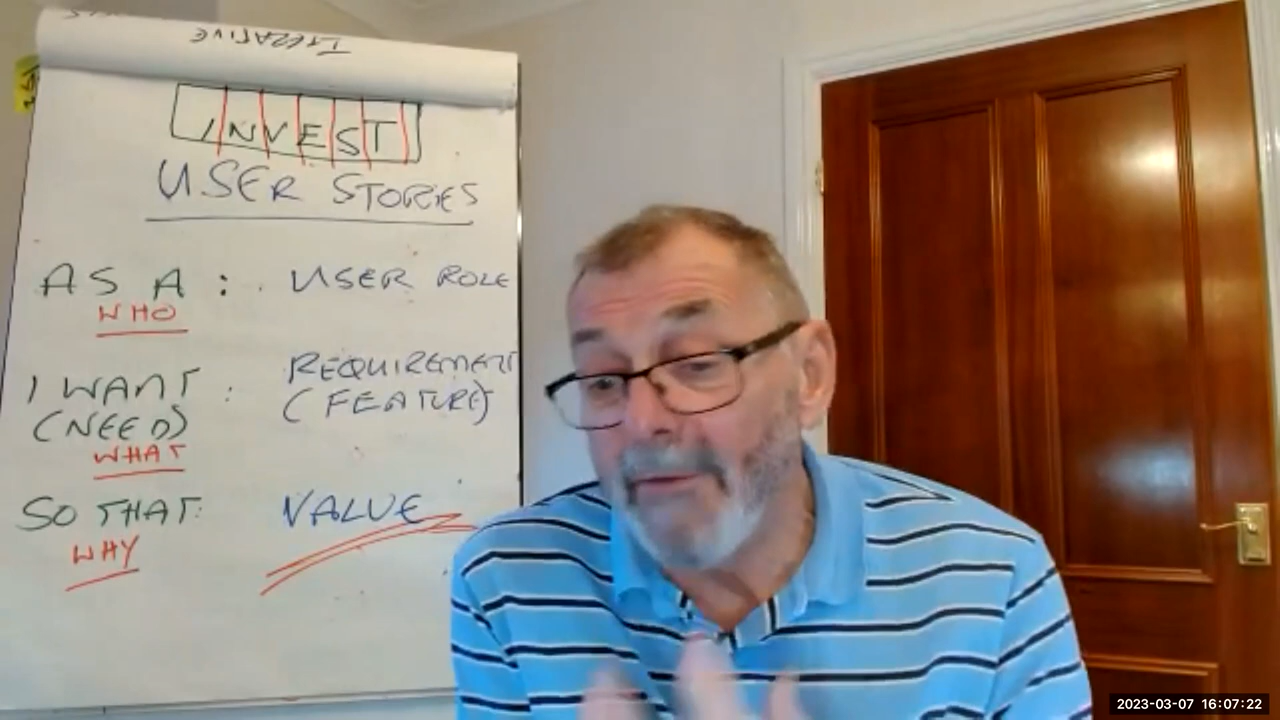 ITERATIVE
INVEST
USER STORIES
AS A : USER ROLE
WHO
I WANT : REQUIREMENT
(NEED) (FEATURE)
WHAT
SO THAT: VALUE
WHY
2023-03-07 16:07:22